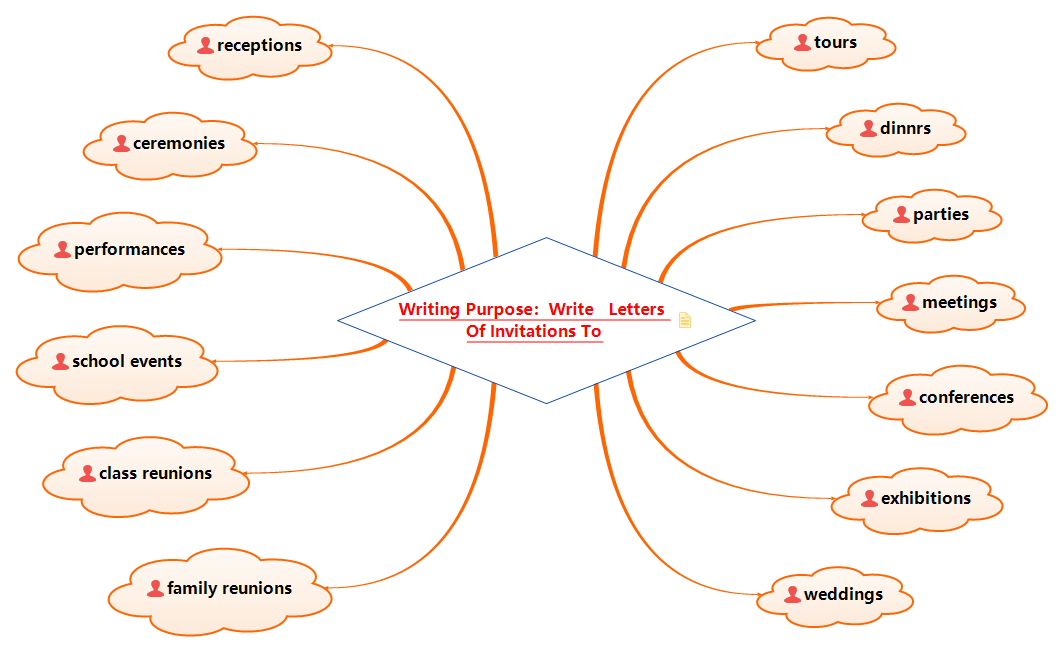 receptions
ceremonies
performances
school events
class reunions
family reunions
Writing Purpose: Write Letters
Of Invitations To
tours
dinnrs
parties
meetings
conferences
exhibitions
weddings